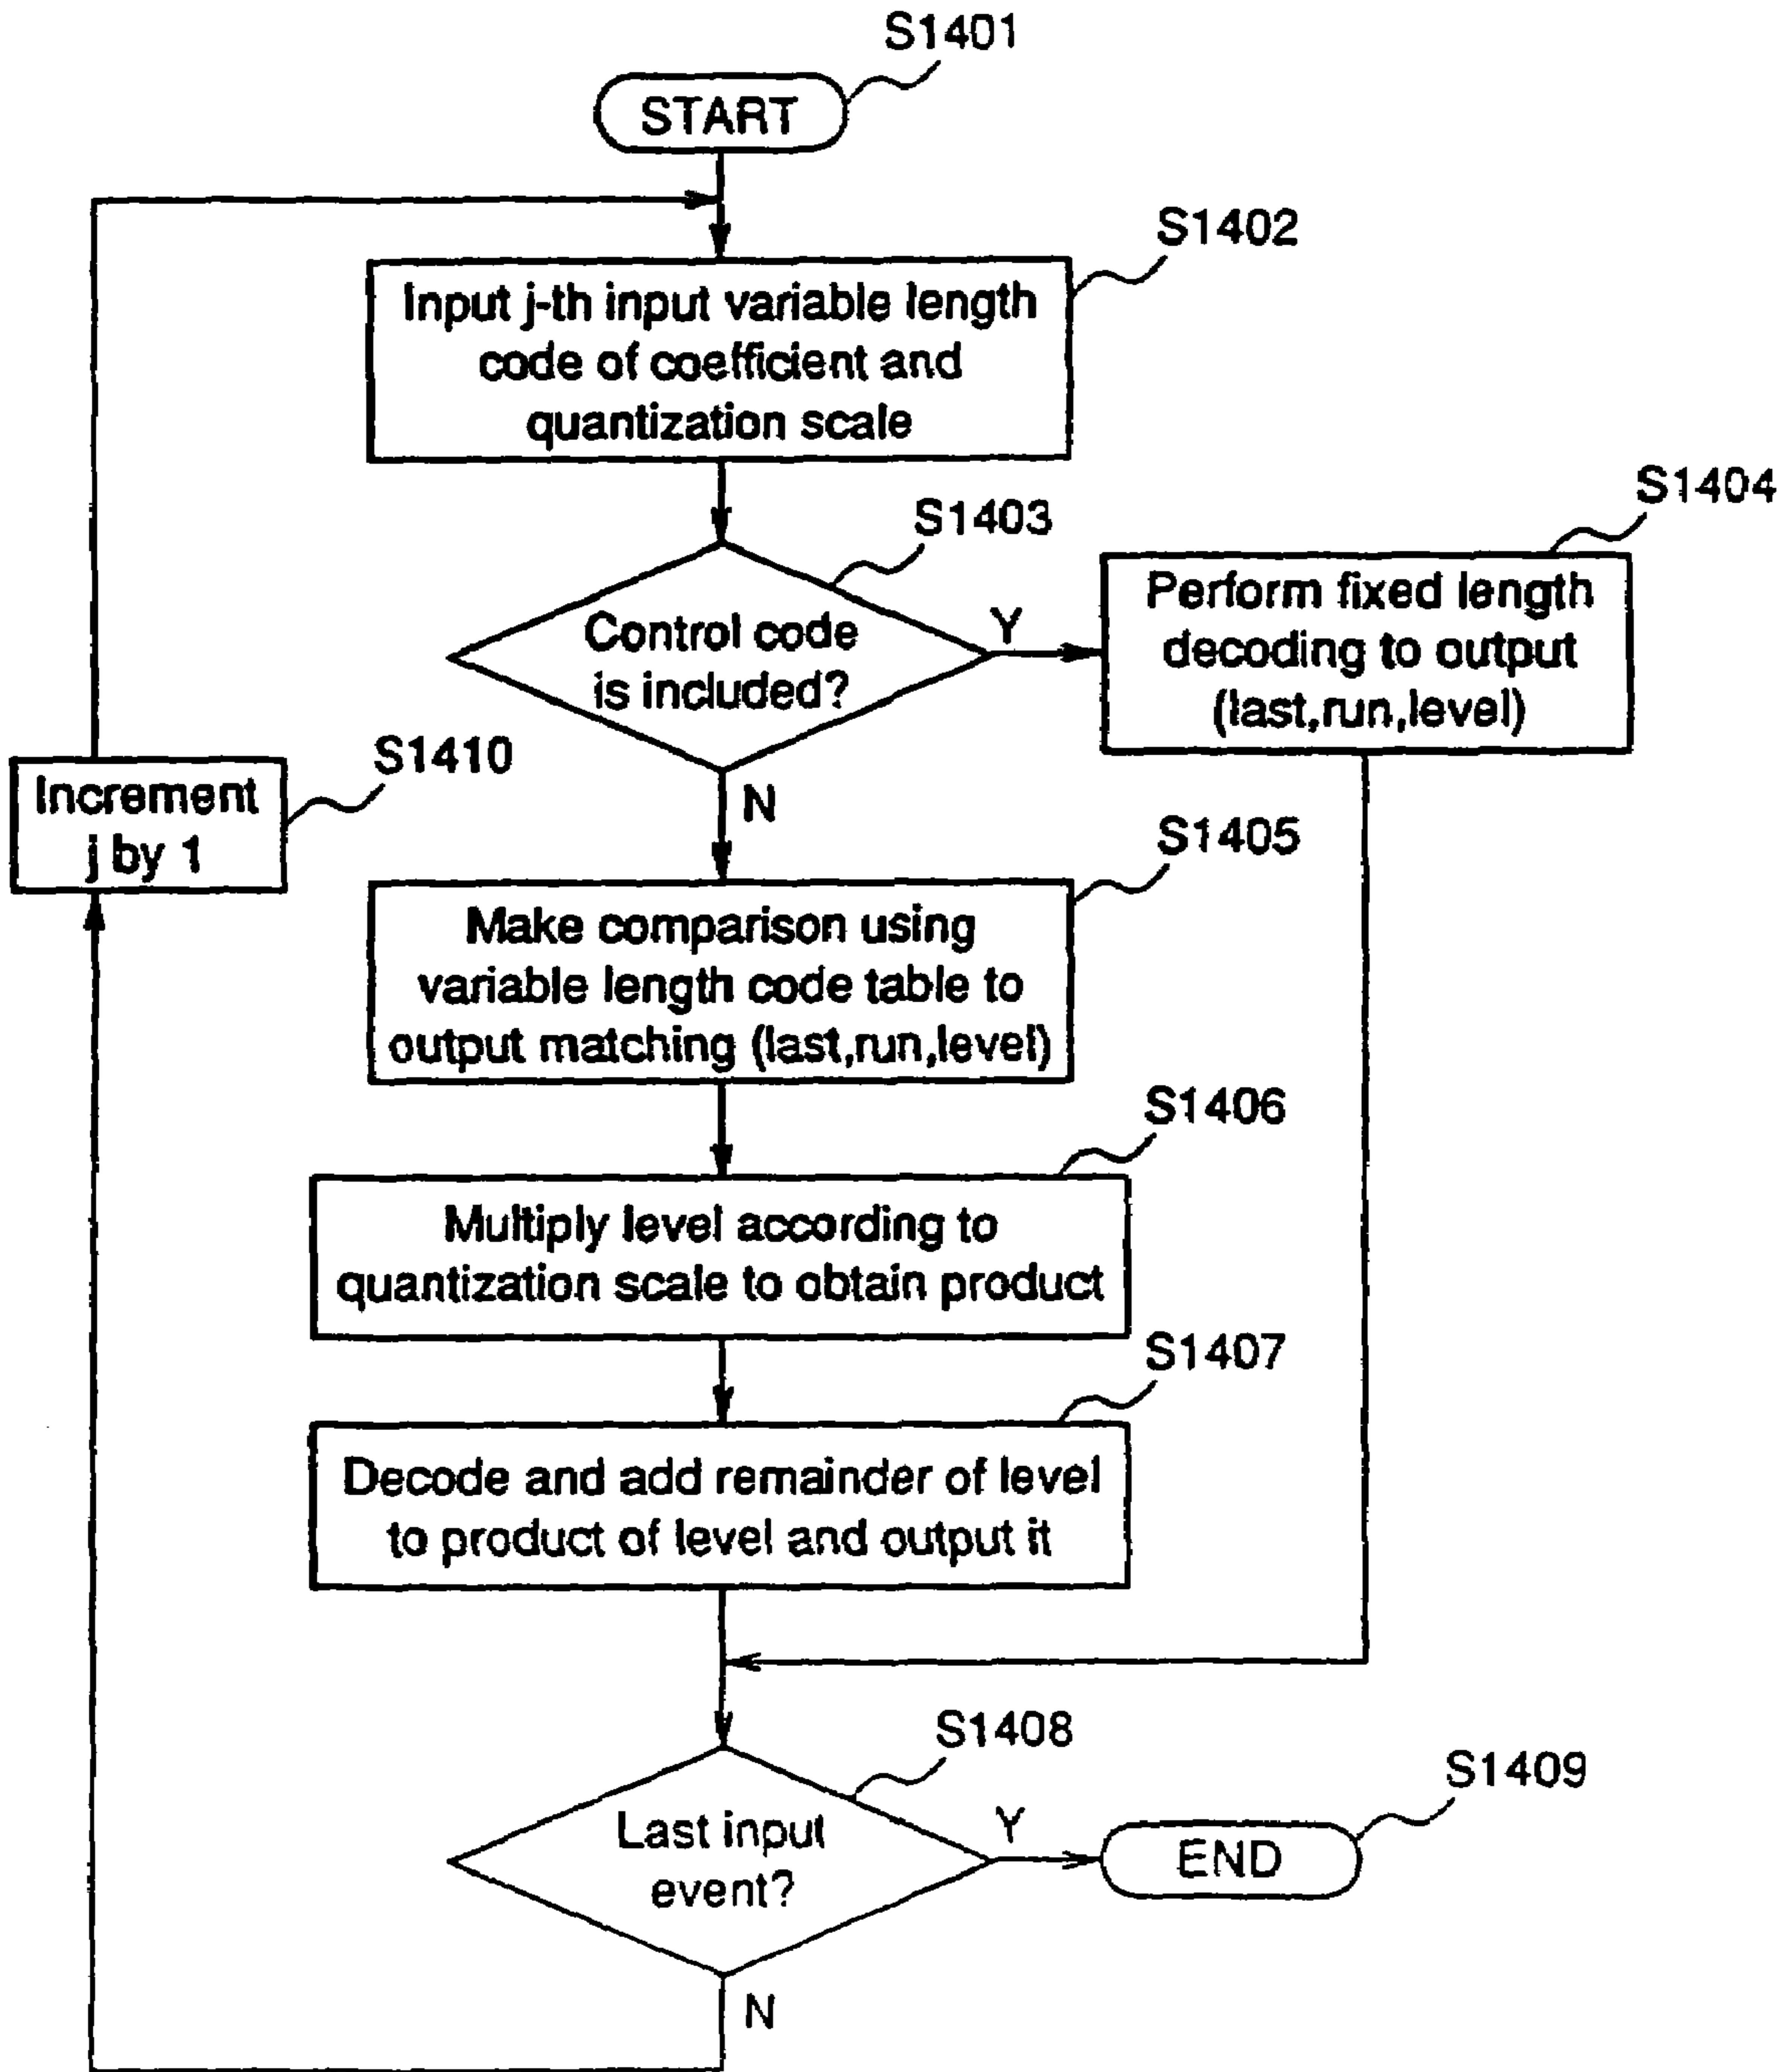 S1401
START
S1402
Input j-th input variable length
code of coefficient and
quantization scale
S1403
S1404
Control code
is included?
Y
Perform fixed length
decoding to output
(last,run,level)
N
S1410
Increment
j by 1
S1405
Make comparison using
variable length code table to
output matching (last,run,level)
S1406
Multiply level according to
quantization scale to obtain product
S1407
Decode and add remainder of level
to product of level and output it
S1408
S1409
Last input
event?
Y
END
N